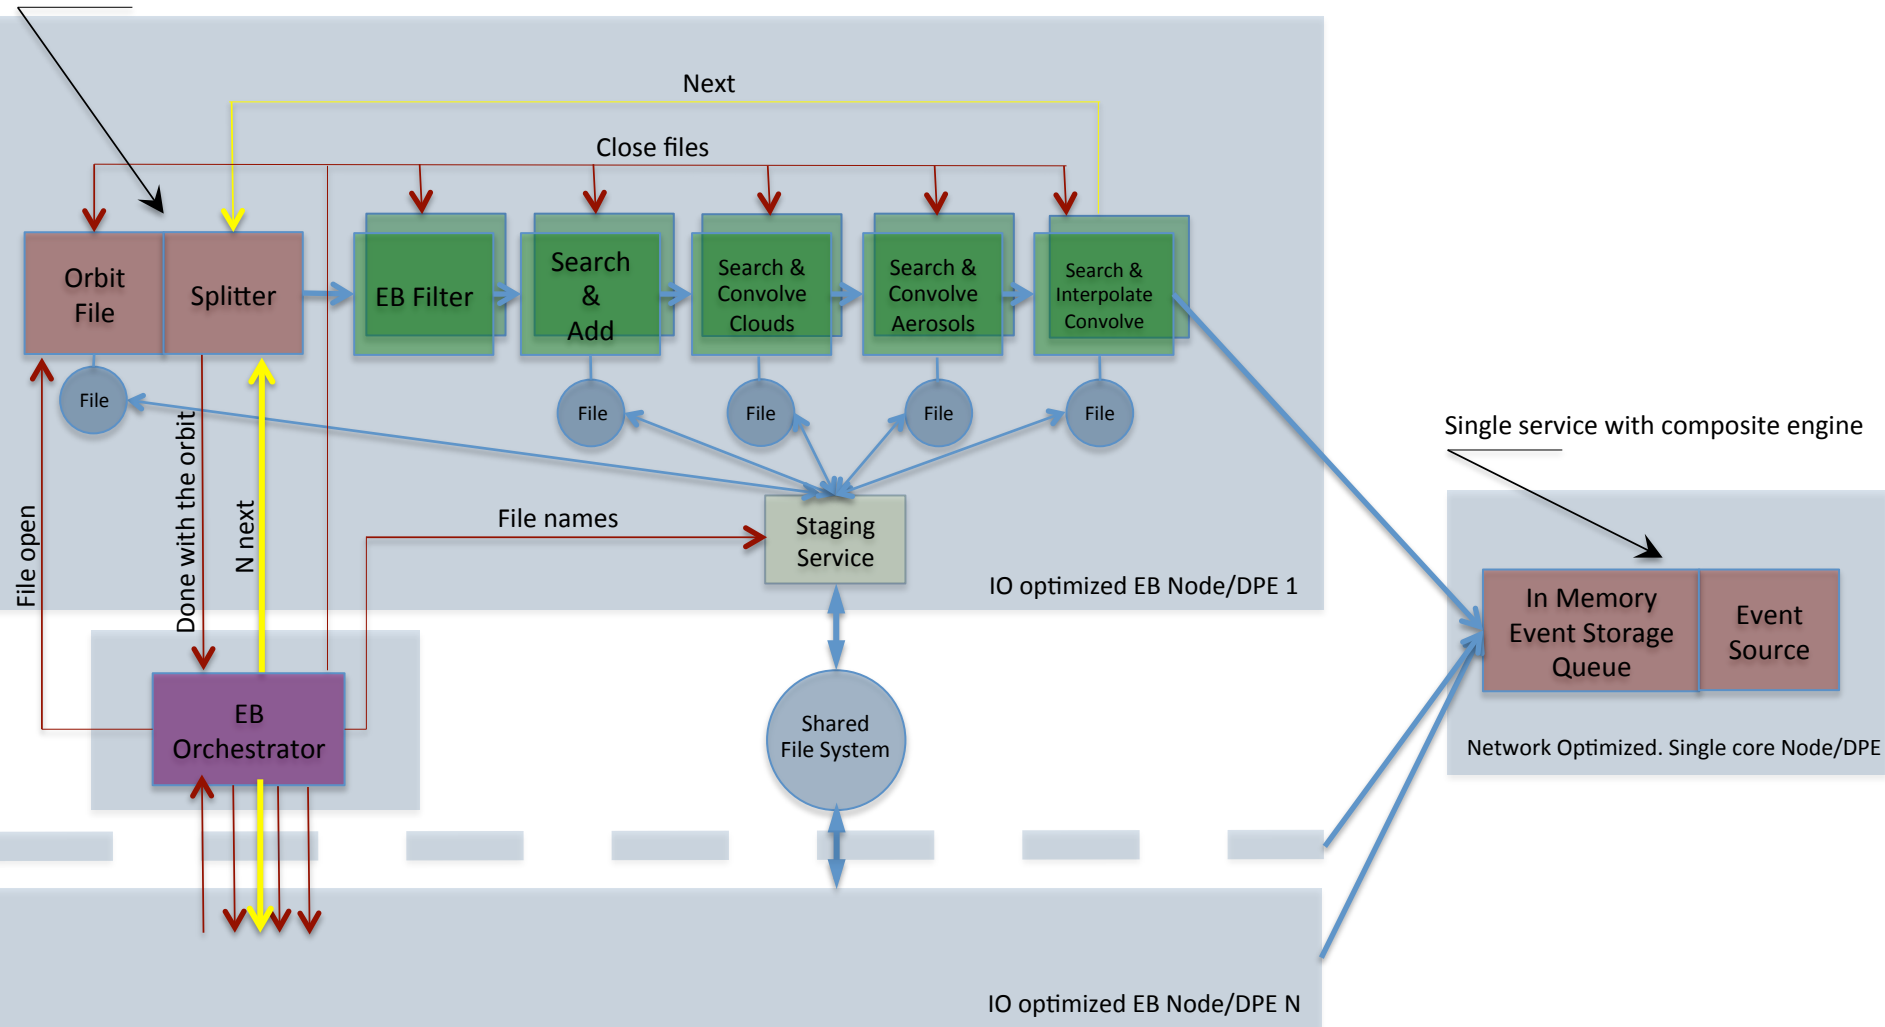 Next
Close files
Orbit
File
Splitter
EB Filter
Search
&
Add
Search &
Convolve
Clouds
Search &
Convolve
Aerosols
Search &
Interpolate
Convolve
File
File
File
File
File
File open
Done with the orbit
N next
File names
Staging
Service
IO optimized EB Node/DPE 1
Single service with composite engine
In Memory
Event Storage
Queue
Event
Source
Network Optimized. Single core Node/DPE
EB
Orchestrator
Shared
File System
IO optimized EB Node/DPE N